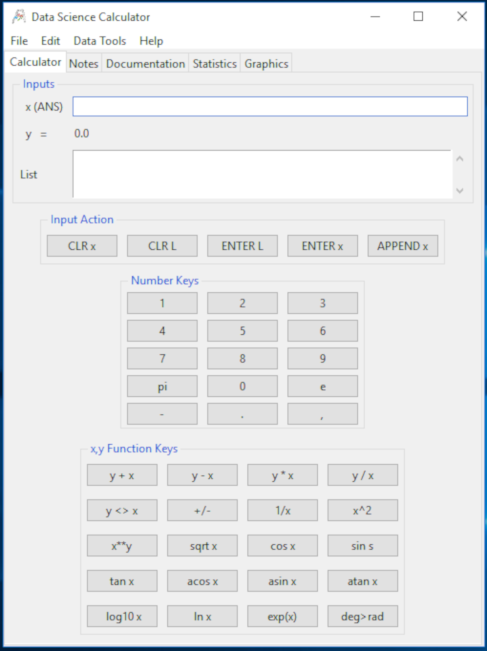 Data Science Calculator
File Edit Data Tools Help
Calculator Notes Documentation Statistics Graphics
Inputs
x (ANS)
y = 0.0
List
Input Action
CLR x CLR L ENTER L ENTER x APPEND x
Number Keys
1 2 3
4 5 6
7 8 9
pi 0 e
- . ,
x,y Function Keys
y + x y - x y * x y / x
y <> x +/- 1/x x^2
x**y sqrt x cos x sin s
tan x acos x asin x atan x
log10 x ln x exp(x) deg>rad